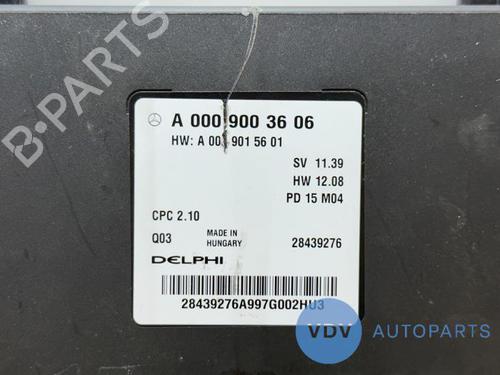 B-PARTS
A 000 900 36 06
HW: A 003 901 56 01
SV 11.39
HW 12.08
PD 15 M04
CPC 2.10
Q03 MADE IN HUNGARY 28439276
DELPHI
28439276A997G002HU3
VDV AUTOPARTS